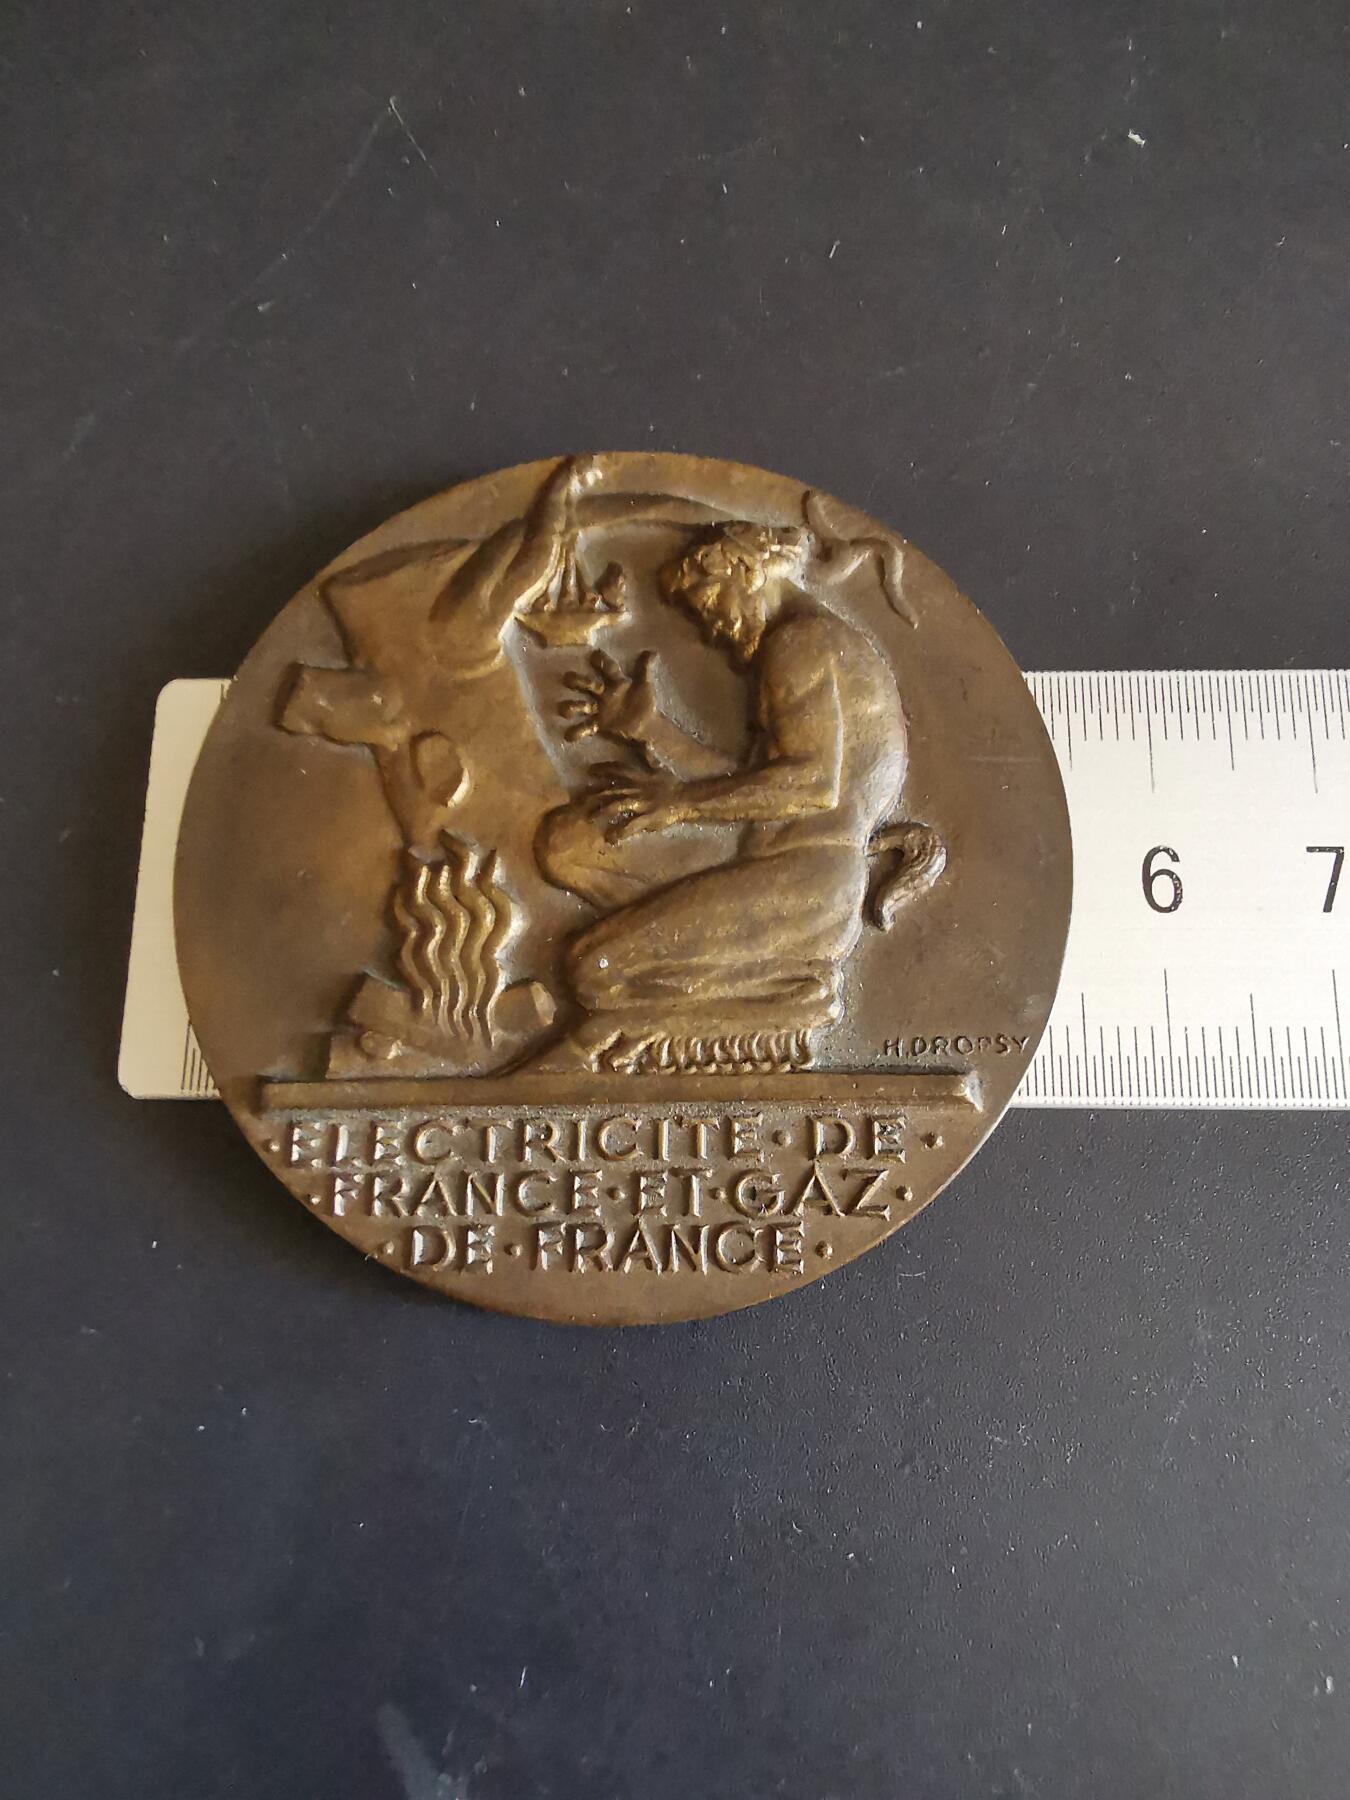 6 7
H.DROPSY
·ELECTRICITE·DE·
·FRANCE·ET·GAZ·
·DE·FRANCE·